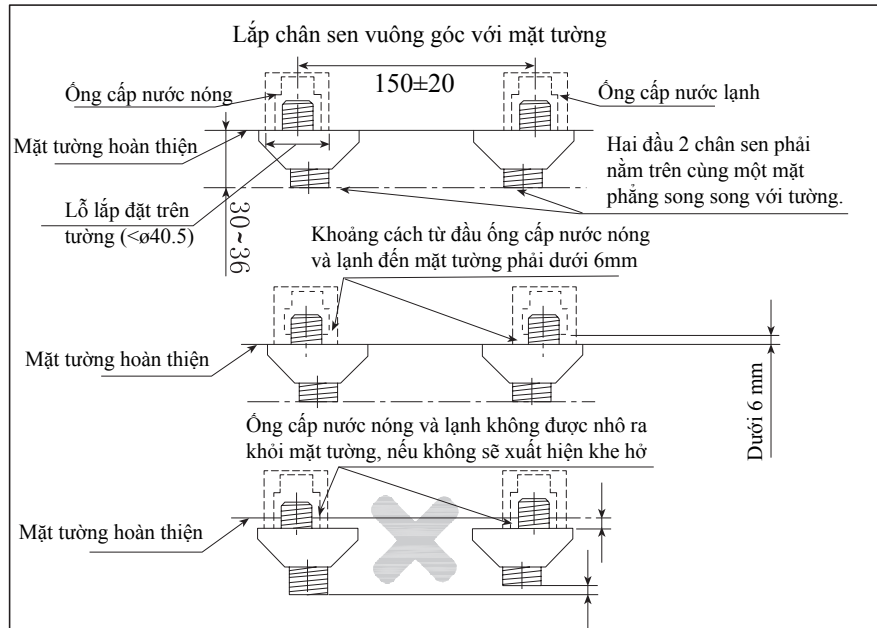 Lắp chân sen vuông góc với mặt tường
150±20
Ống cấp nước nóng
Ống cấp nước lạnh
Mặt tường hoàn thiện
Hai đầu 2 chân sen phải
nằm trên cùng một mặt
phẳng song song với tường.
Lỗ lắp đặt trên
tường (<ø40.5)
30~36
Khoảng cách từ đầu ống cấp nước nóng
và lạnh đến mặt tường phải dưới 6mm
Mặt tường hoàn thiện
Dưới 6 mm
Ống cấp nước nóng và lạnh không được nhô ra
khỏi mặt tường, nếu không sẽ xuất hiện khe hở
Mặt tường hoàn thiện